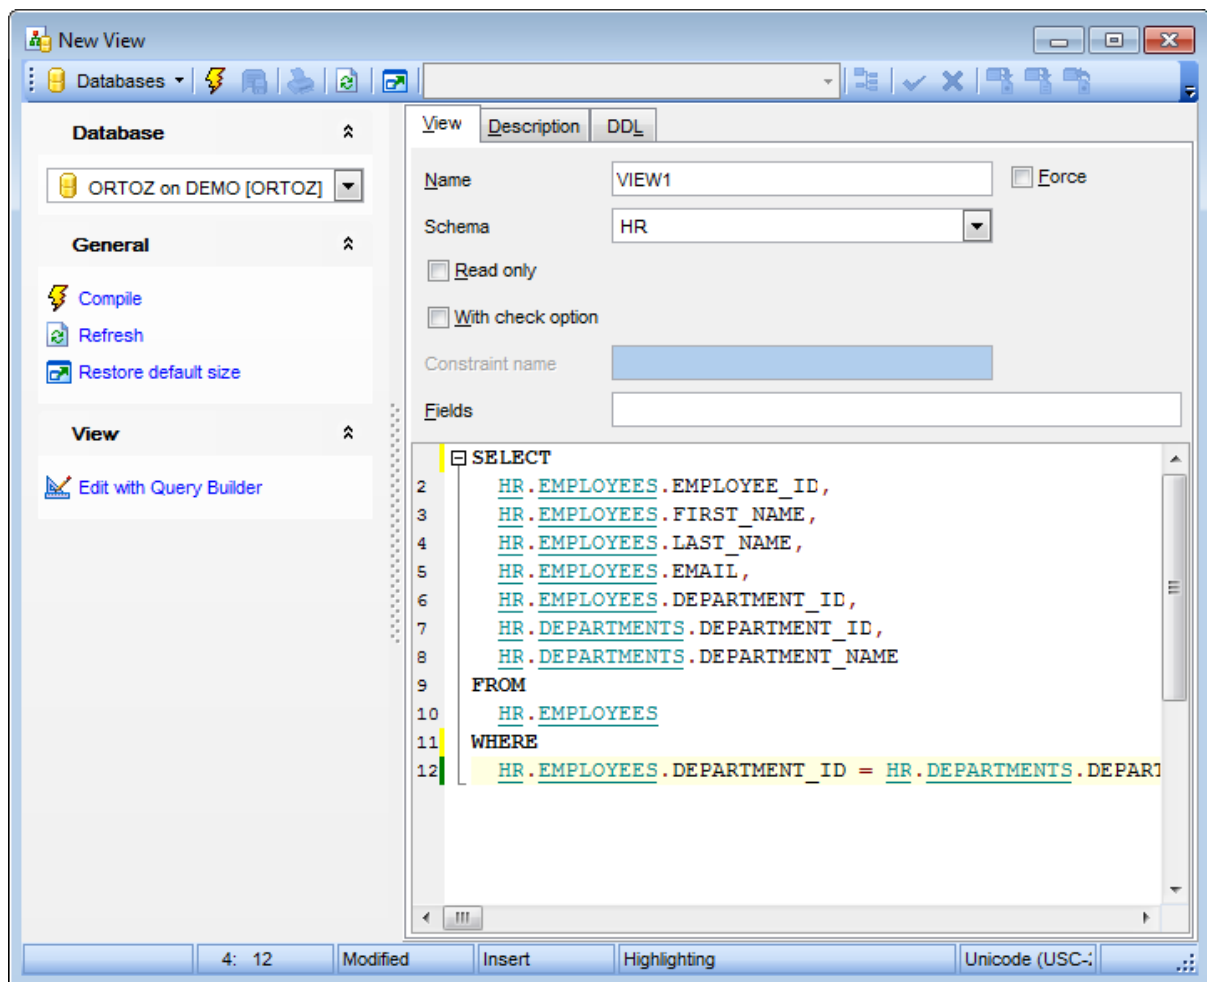 New View
Databases
Database
ORTOZ on DEMO [ORTOZ]
General
Compile
Refresh
Restore default size
View
Edit with Query Builder
View Description DDL
Name VIEW1 Force
Schema HR
Read only
With check option
Constraint name
Fields
SELECT
2 HR.EMPLOYEES.EMPLOYEE_ID,
3 HR.EMPLOYEES.FIRST_NAME,
4 HR.EMPLOYEES.LAST_NAME,
5 HR.EMPLOYEES.EMAIL,
6 HR.EMPLOYEES.DEPARTMENT_ID,
7 HR.DEPARTMENTS.DEPARTMENT_ID,
8 HR.DEPARTMENTS.DEPARTMENT_NAME
9 FROM
10 HR.EMPLOYEES
11 WHERE
12 HR.EMPLOYEES.DEPARTMENT_ID = HR.DEPARTMENTS.DEPART
4: 12 Modified Insert Highlighting Unicode (USC-